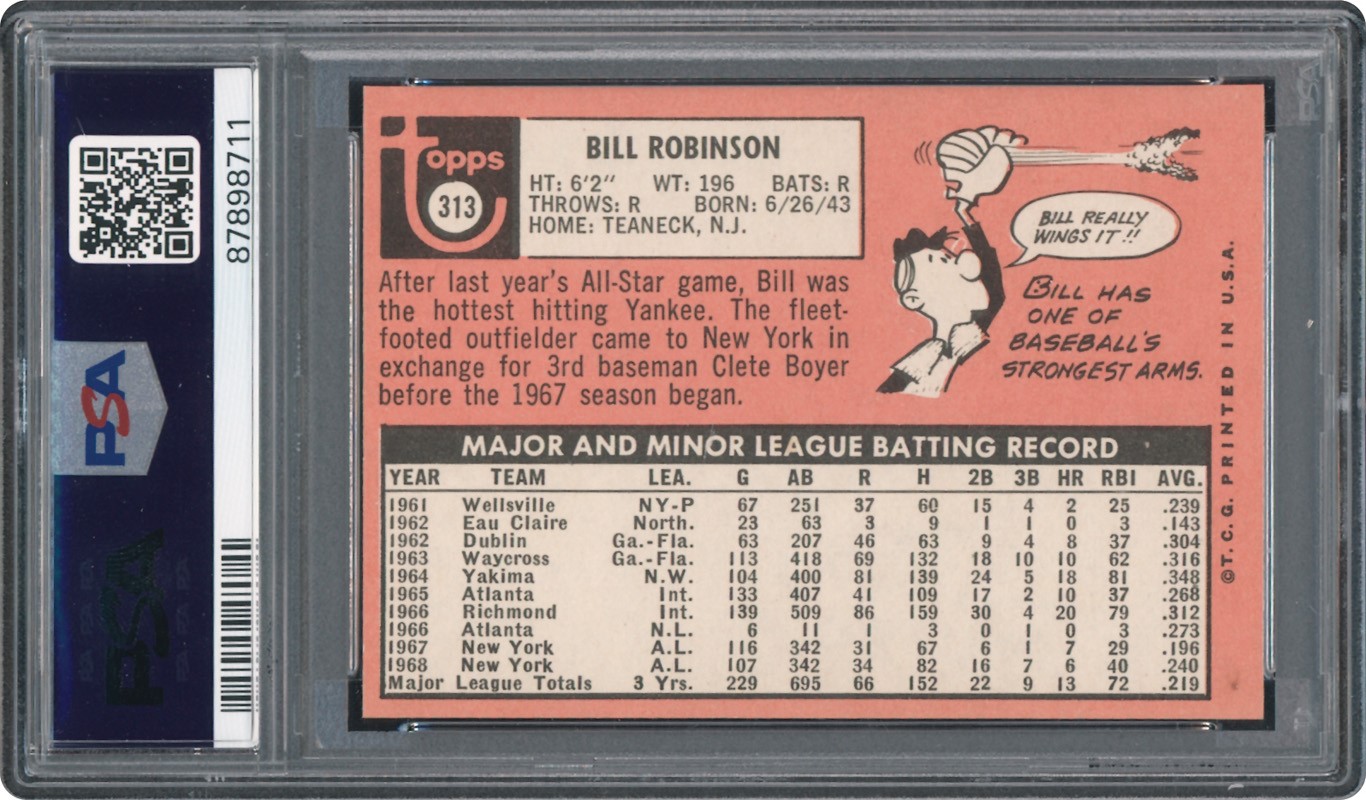 87898711
PSA
PSA
topps
313
BILL ROBINSON
HT: 6'2" WT: 196 BATS: R
THROWS: R BORN: 6/26/43
HOME: TEANECK, N.J.
After last year's All-Star game, Bill was
the hottest hitting Yankee. The fleet-
footed outfielder came to New York in
exchange for 3rd baseman Clete Boyer
before the 1967 season began.
BILL REALLY
WINGS IT!!
BILL HAS
ONE OF
BASEBALL'S
STRONGEST ARMS.
MAJOR AND MINOR LEAGUE BATTING RECORD
YEAR TEAM LEA. G AB R H 2B 3B HR RBI AVG.
1961 Wellsville NY-P 67 251 37 60 15 4 2 25 .239
1962 Eau Claire North. 23 63 3 9 1 1 0 3 .143
1962 Dublin Ga.-Fla. 63 207 46 63 9 4 8 37 .304
1963 Waycross Ga.-Fla. 113 418 69 132 18 10 10 62 .316
1964 Yakima N.W. 104 400 81 139 24 5 18 81 .348
1965 Atlanta Int. 133 407 41 109 17 2 10 37 .268
1966 Richmond Int. 139 509 86 159 30 4 20 79 .312
1966 Atlanta N.L. 6 11 1 3 0 1 0 3 .273
1967 New York A.L. 116 342 31 67 6 1 7 29 .196
1968 New York A.L. 107 342 34 82 16 7 6 40 .240
Major League Totals 3 Yrs. 229 695 66 152 22 9 13 72 .219
©T.C.G. PRINTED IN U.S.A.